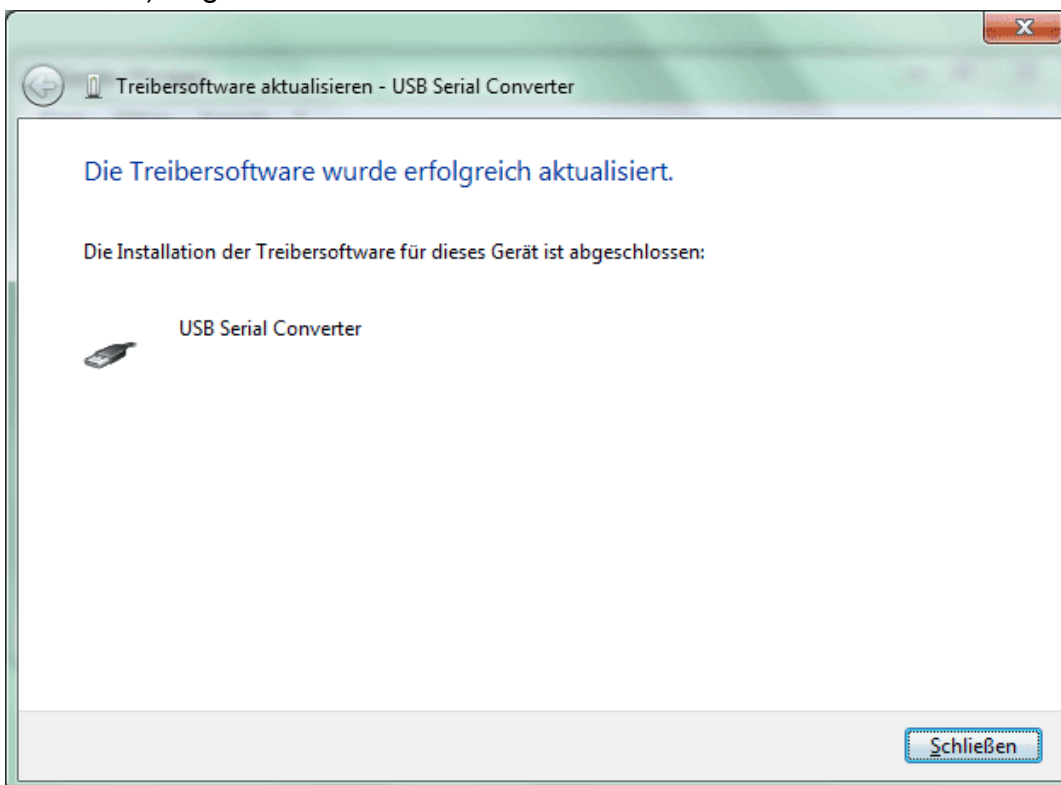 Treibersoftware aktualisieren - USB Serial Converter
Die Treibersoftware wurde erfolgreich aktualisiert.
Die Installation der Treibersoftware für dieses Gerät ist abgeschlossen:
USB Serial Converter
Schließen